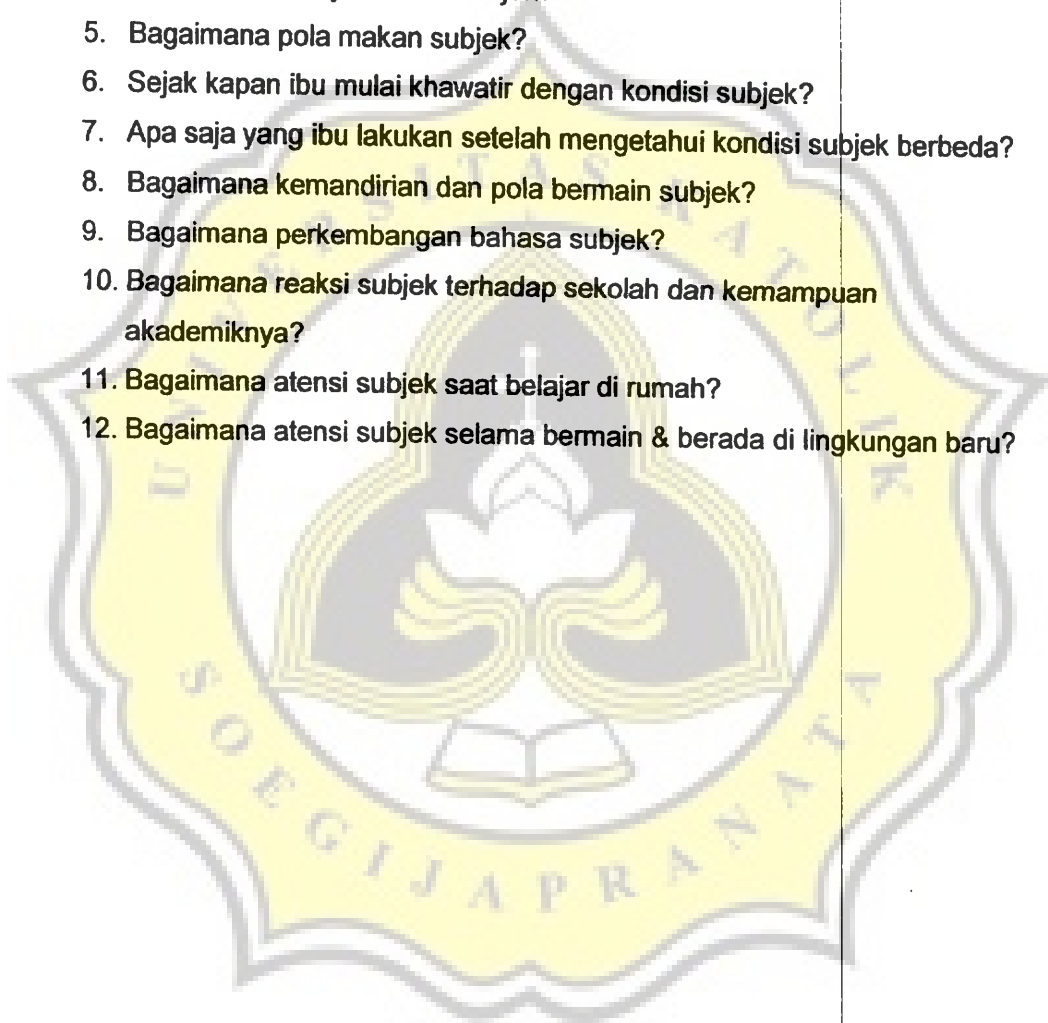 5. Bagaimana pola makan subjek?
6. Sejak kapan ibu mulai khawatir dengan kondisi subjek?
7. Apa saja yang ibu lakukan setelah mengetahui kondisi subjek berbeda?
8. Bagaimana kemandirian dan pola bermain subjek?
9. Bagaimana perkembangan bahasa subjek?
10. Bagaimana reaksi subjek terhadap sekolah dan kemampuan
akademiknya?
11. Bagaimana atensi subjek saat belajar di rumah?
12. Bagaimana atensi subjek selama bermain & berada di lingkungan baru?
UNIVERSITAS KATOLIK
SOEGIJAPRANATA